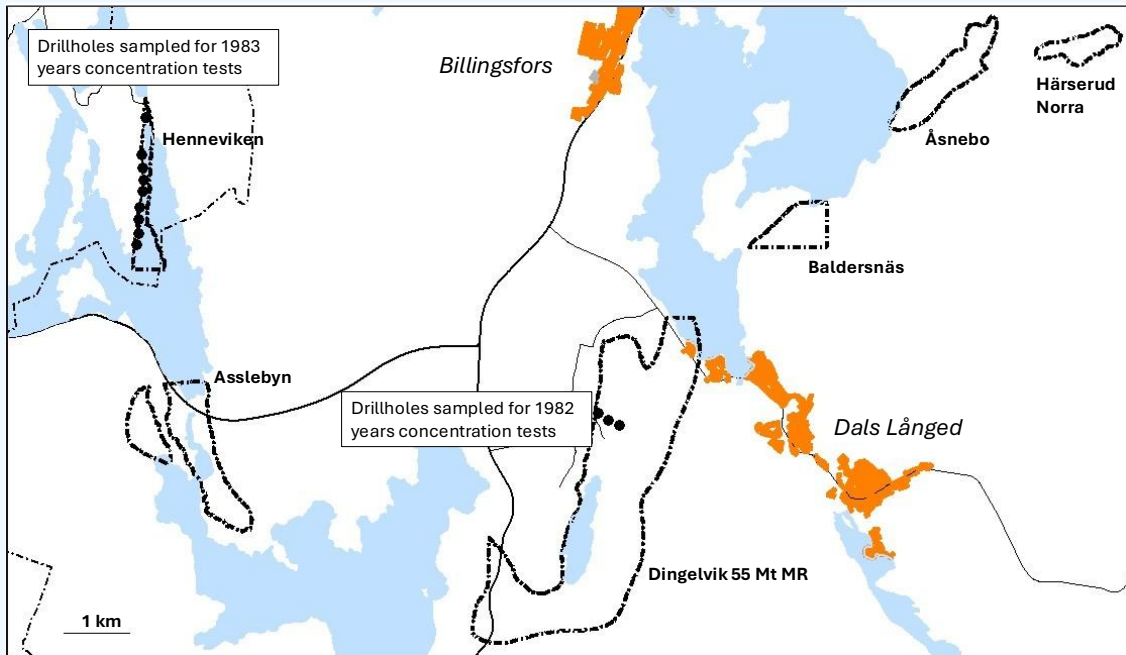 Drillholes sampled for 1983
years concentration tests
Billingsfors
Henneviken
Härserud
Norra
Åsnebo
Baldersnäs
Asslebyn
Drillholes sampled for 1982
years concentration tests
Dals Långed
Dingelvik 55 Mt MR
1 km